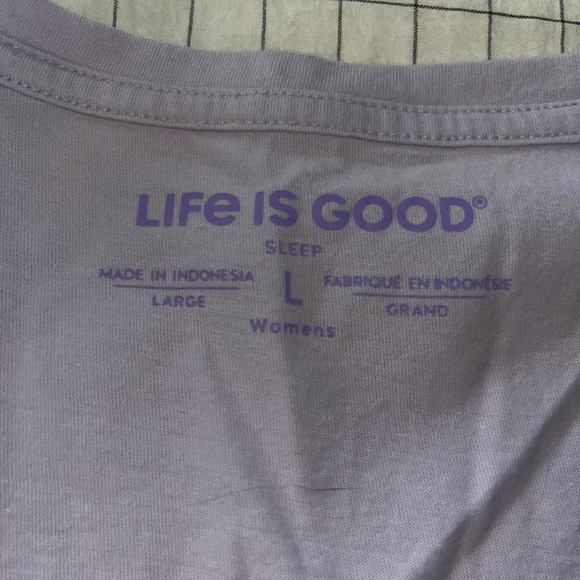 LIFe IS GOOD®
SLEEP
MADE IN INDONESIA
LARGE
L
FABRIQUÉ EN INDONÉSIE
GRAND
Womens